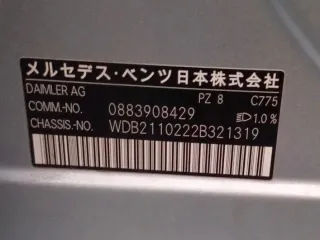 メルセデス・ベンツ日本株式会社
DAIMLER AG PZ 8 C775
COMM.-NO. 0883908429 1.0 %
CHASSIS.-NO. WDB2110222B321319